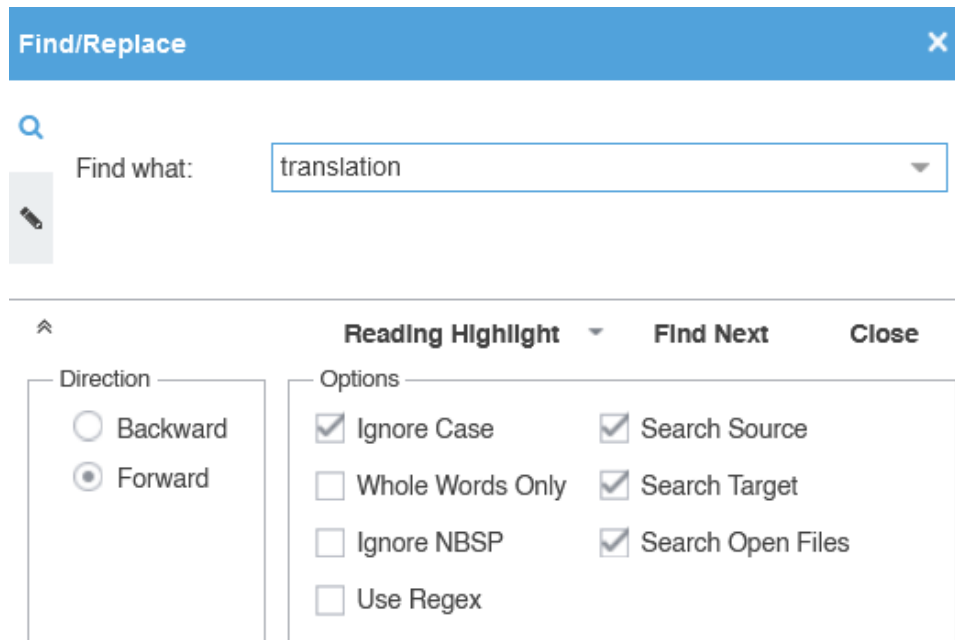 Find/Replace
Find what: translation
Reading Highlight Find Next Close
Direction
Backward
Forward
Options
Ignore Case Search Source
Whole Words Only Search Target
Ignore NBSP Search Open Files
Use Regex